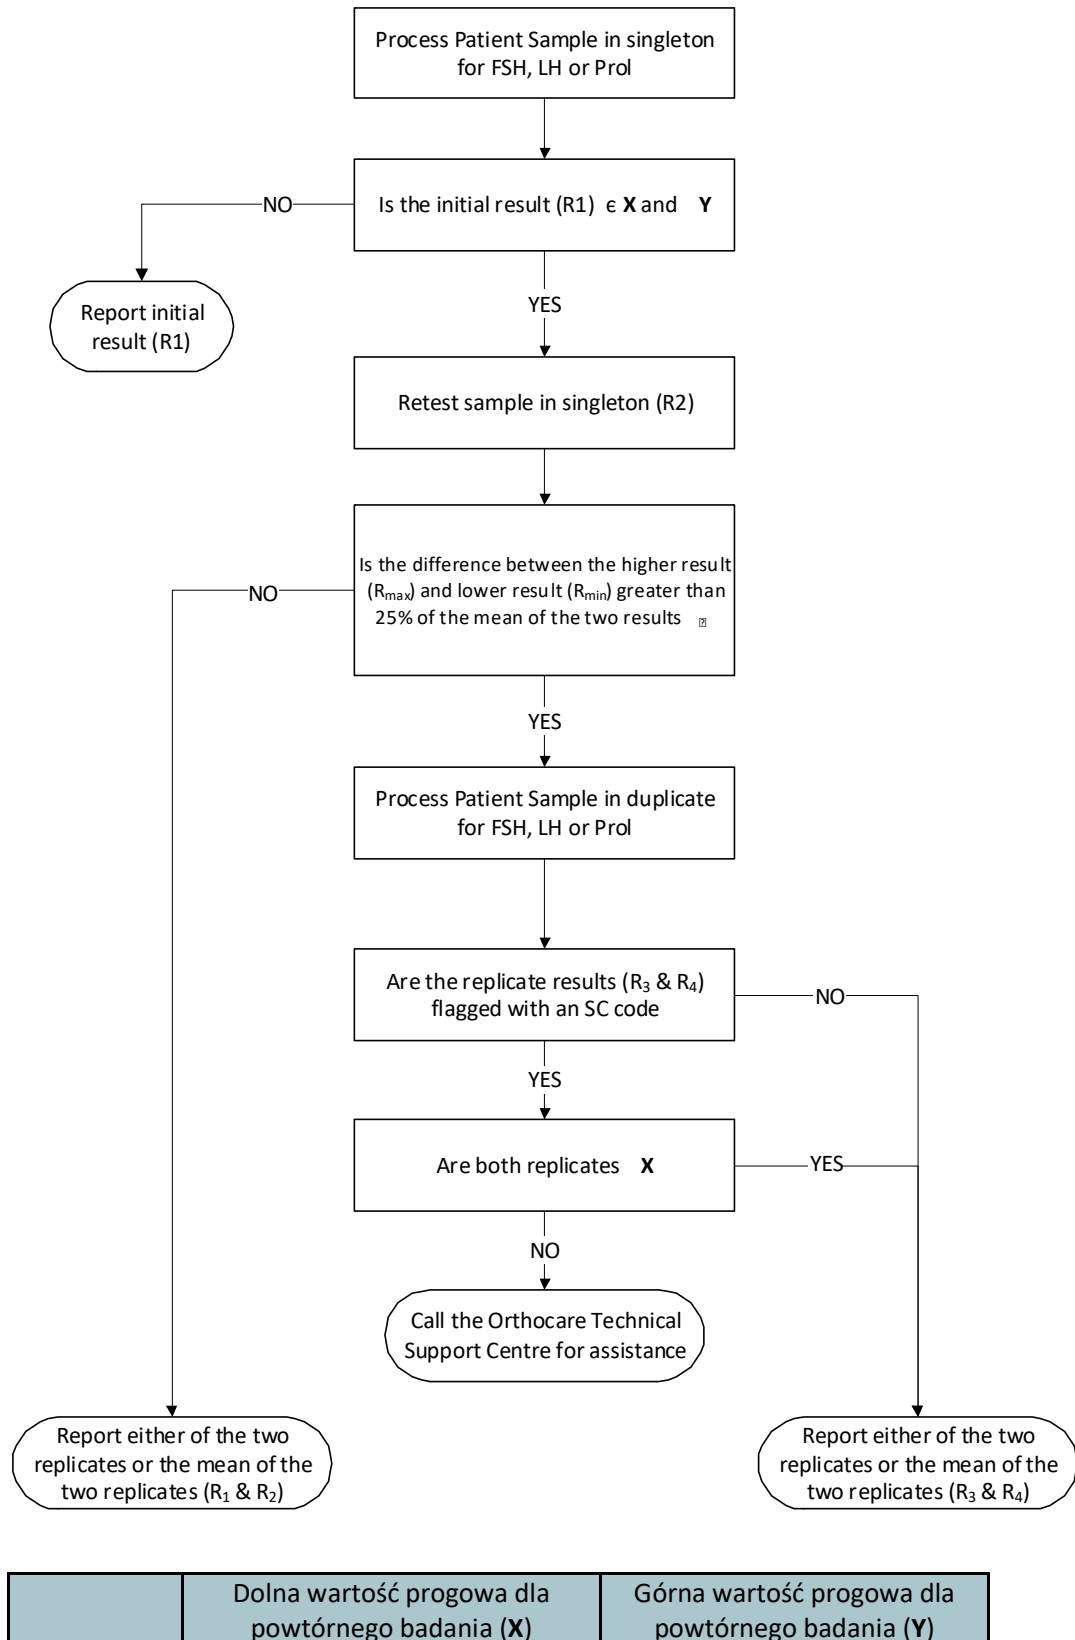 Process Patient Sample in singleton
for FSH, LH or Prol
Is the initial result (R1) є X and Y
NO
YES
Report initial
result (R1)
Retest sample in singleton (R2)
Is the difference between the higher result
(Rmax) and lower result (Rmin) greater than
25% of the mean of the two results
NO
YES
Process Patient Sample in duplicate
for FSH, LH or Prol
Are the replicate results (R3 & R4)
flagged with an SC code
NO
YES
Are both replicates X
YES
NO
Call the Orthocare Technical
Support Centre for assistance
Report either of the two
replicates or the mean of the
two replicates (R1 & R2)
Report either of the two
replicates or the mean of the
two replicates (R3 & R4)
Dolna wartość progowa dla
powtórnego badania (X)
Górna wartość progowa dla
powtórnego badania (Y)